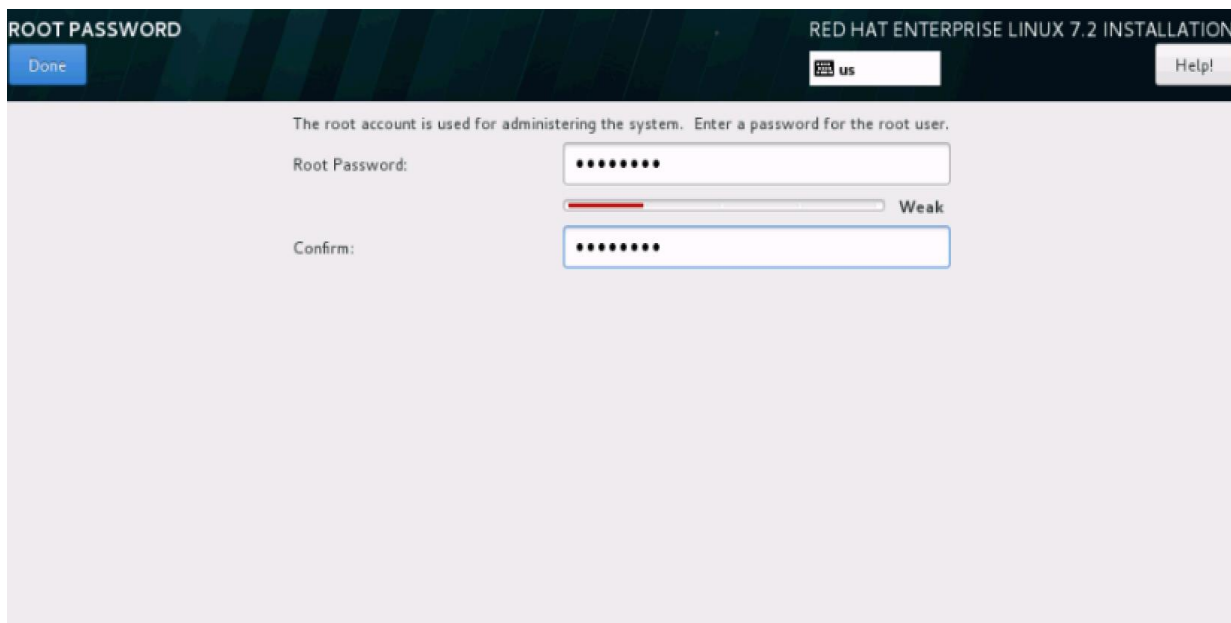 ROOT PASSWORD
RED HAT ENTERPRISE LINUX 7.2 INSTALLATION
Done
us
Help!
The root account is used for administering the system. Enter a password for the root user.
Root Password:
••••••••
Weak
Confirm:
••••••••